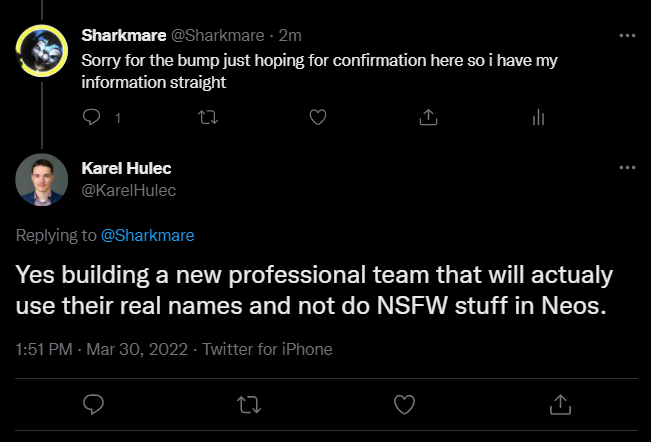 Sharkmare @Sharkmare · 2m
Sorry for the bump just hoping for confirmation here so i have my
information straight
1
Karel Hulec
@KarelHulec
Replying to @Sharkmare
Yes building a new professional team that will actualy
use their real names and not do NSFW stuff in Neos.
1:51 PM · Mar 30, 2022 · Twitter for iPhone